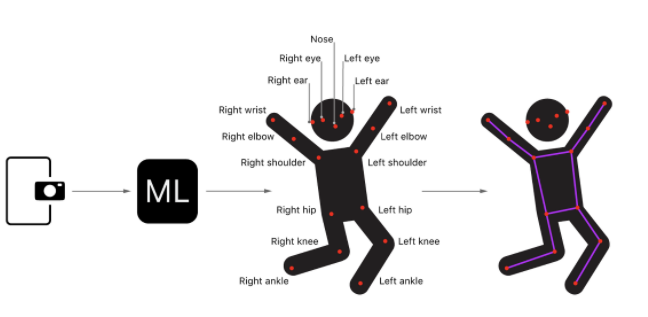 Nose
Right eye
Left eye
Right ear
Left ear
Right wrist
Left wrist
Right elbow
Left elbow
Right shoulder
Left shoulder
ML
Right hip
Left hip
Right knee
Left knee
Right ankle
Left ankle